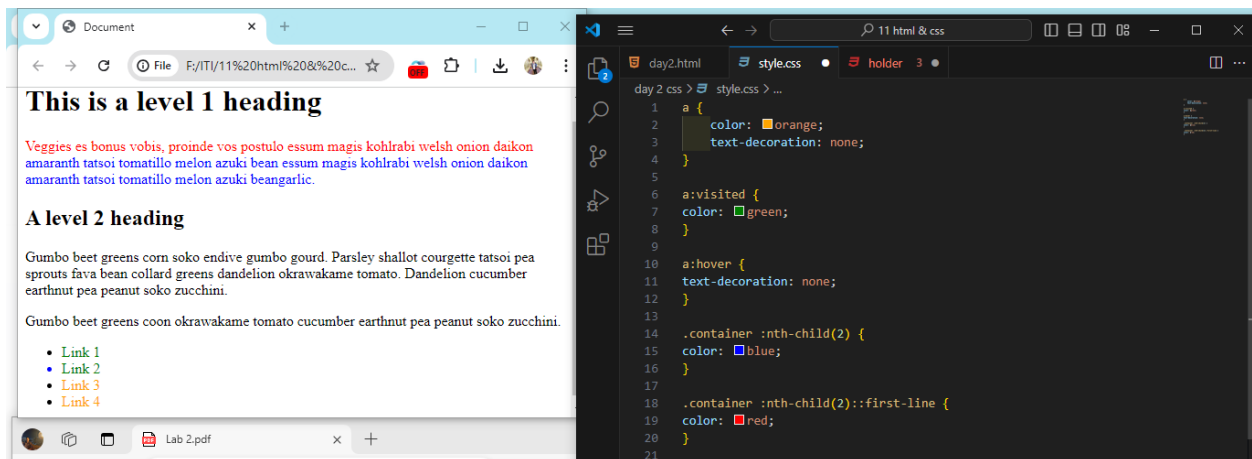 Document
File F:/ITI/11%20html%20&%20c...
OFF
This is a level 1 heading
Veggies es bonus vobis, proinde vos postulo essum magis kohlrabi welsh onion daikon
amaranth tatsoi tomatillo melon azuki bean essum magis kohlrabi welsh onion daikon
amaranth tatsoi tomatillo melon azuki beangarlic.
A level 2 heading
Gumbo beet greens corn soko endive gumbo gourd. Parsley shallot courgette tatsoi pea
sprouts fava bean collard greens dandelion okrawakame tomato. Dandelion cucumber
earthnut pea peanut soko zucchini.
Gumbo beet greens coon okrawakame tomato cucumber earthnut pea peanut soko zucchini.
• Link 1
• Link 2
• Link 3
• Link 4
PDF Lab 2.pdf
11 html & css
2
day2.html style.css holder 3
day 2 css > style.css > ...
1 a {
2 color: orange;
3 text-decoration: none;
4 }
5
6 a:visited {
7 color: green;
8 }
9
10 a:hover {
11 text-decoration: none;
12 }
13
14 .container :nth-child(2) {
15 color: blue;
16 }
17
18 .container :nth-child(2)::first-line {
19 color: red;
20 }
21